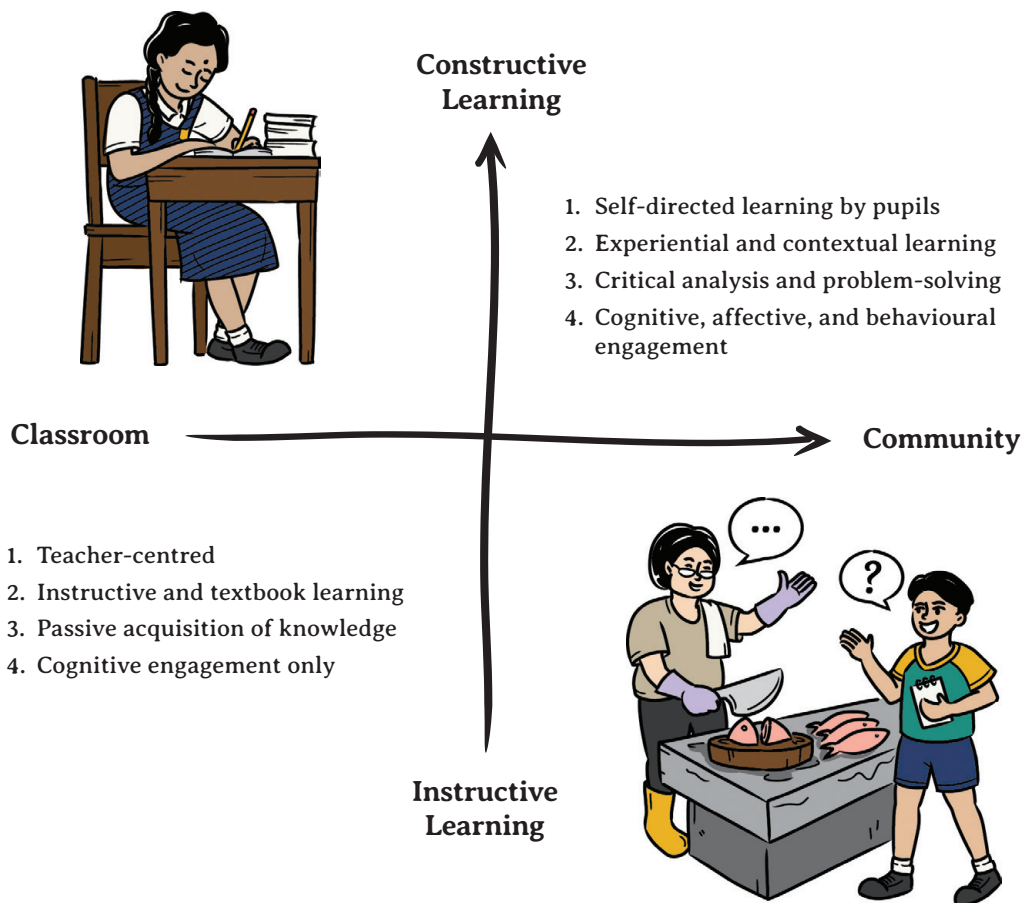 Constructive
Learning
1. Self-directed learning by pupils
2. Experiential and contextual learning
3. Critical analysis and problem-solving
4. Cognitive, affective, and behavioural
engagement
Classroom
Community
1. Teacher-centred
2. Instructive and textbook learning
3. Passive acquisition of knowledge
4. Cognitive engagement only
...
?
Instructive
Learning